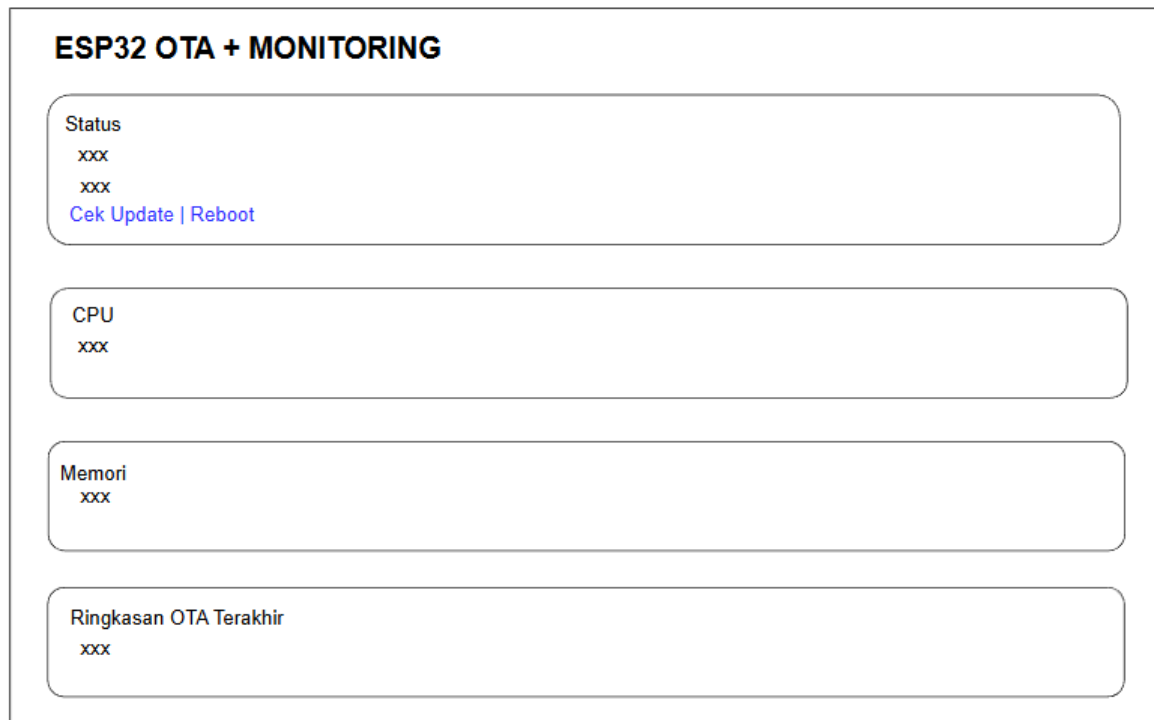 ESP32 OTA + MONITORING
Status
xxx
xxx
Cek Update | Reboot
CPU
xxx
Memori
xxx
Ringkasan OTA Terakhir
xxx